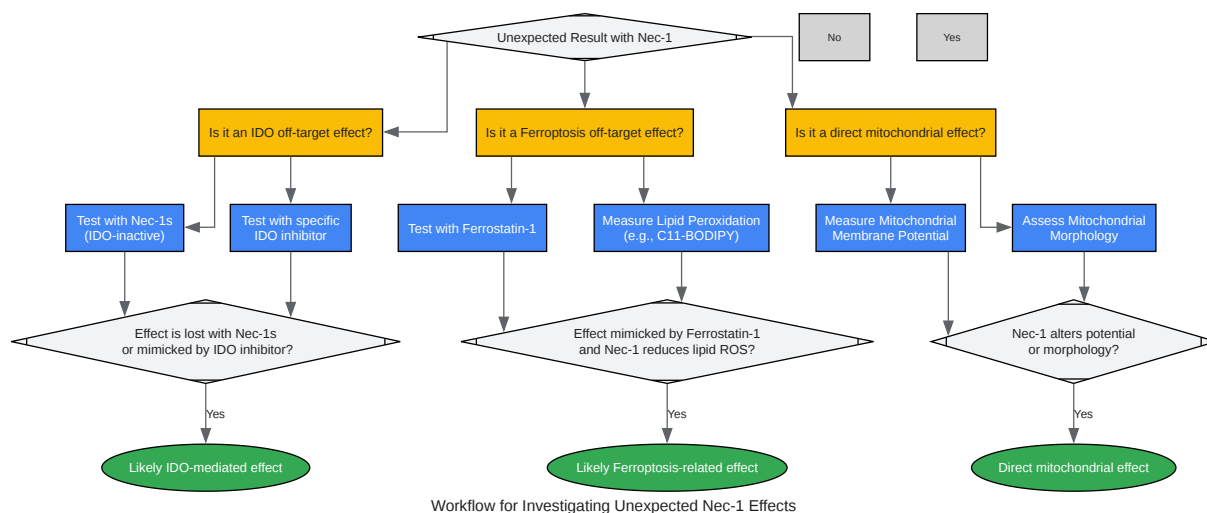 Unexpected Result with Nec-1
No
Yes
Is it an IDO off-target effect?
Is it a Ferroptosis off-target effect?
Is it a direct mitochondrial effect?
Test with Nec-1s
(IDO-inactive)
Test with specific
IDO inhibitor
Test with Ferrostatin-1
Measure Lipid Peroxidation
(e.g., C11-BODIPY)
Measure Mitochondrial
Membrane Potential
Assess Mitochondrial
Morphology
Effect is lost with Nec-1s
or mimicked by IDO inhibitor?
Effect mimicked by Ferrostatin-1
and Nec-1 reduces lipid ROS?
Nec-1 alters potential
or morphology?
Yes
Yes
Yes
Likely IDO-mediated effect
Likely Ferroptosis-related effect
Direct mitochondrial effect
Workflow for Investigating Unexpected Nec-1 Effects